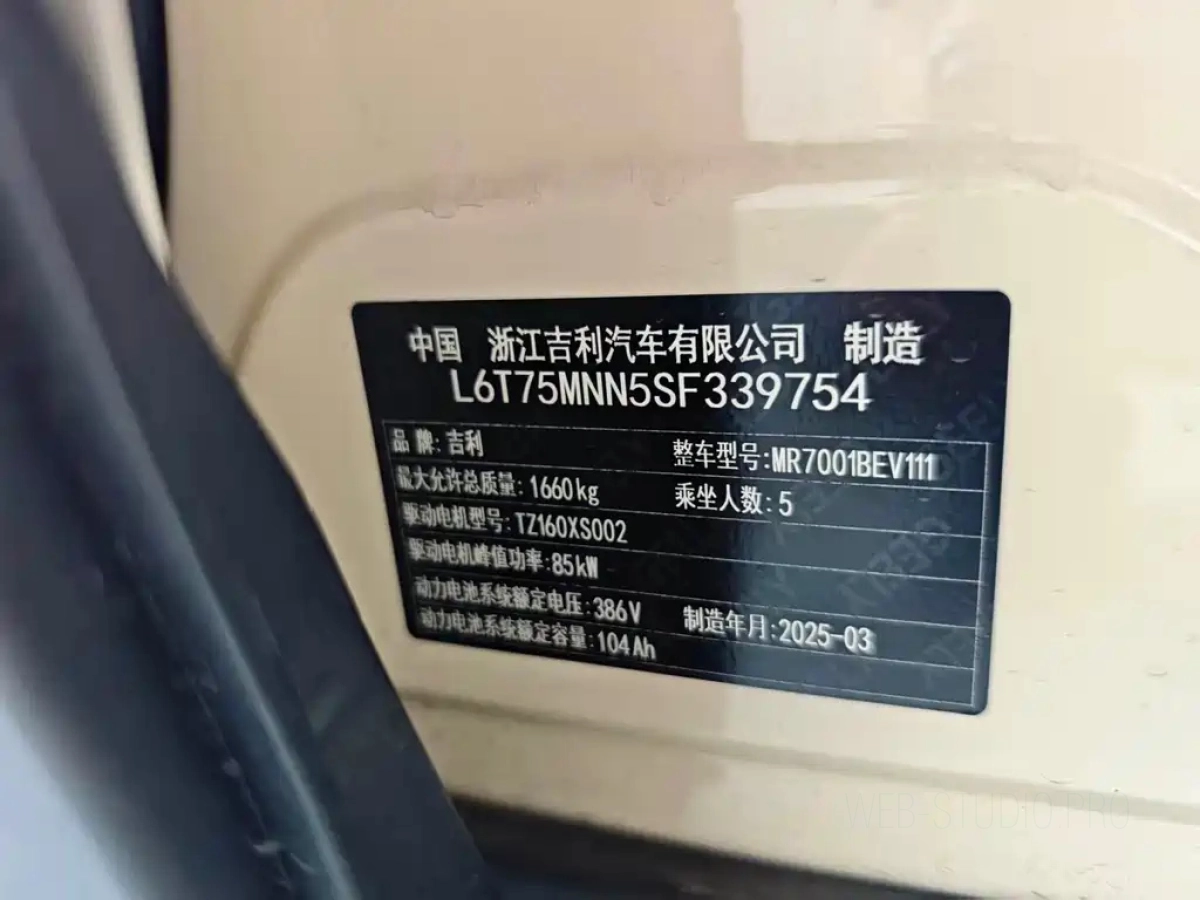 中国 浙江吉利汽车有限公司 制造
L6T75MNN5SF339754
品牌:吉利 整车型号:MR7001BEV111
最大允许总质量:1660kg 乘坐人数:5
驱动电机型号:TZ160XS002
驱动电机峰值功率:85kW
动力电池系统额定电压:386V 制造年月:2025-03
动力电池系统额定容量:104Ah
WEB-STUDIO1.PRO